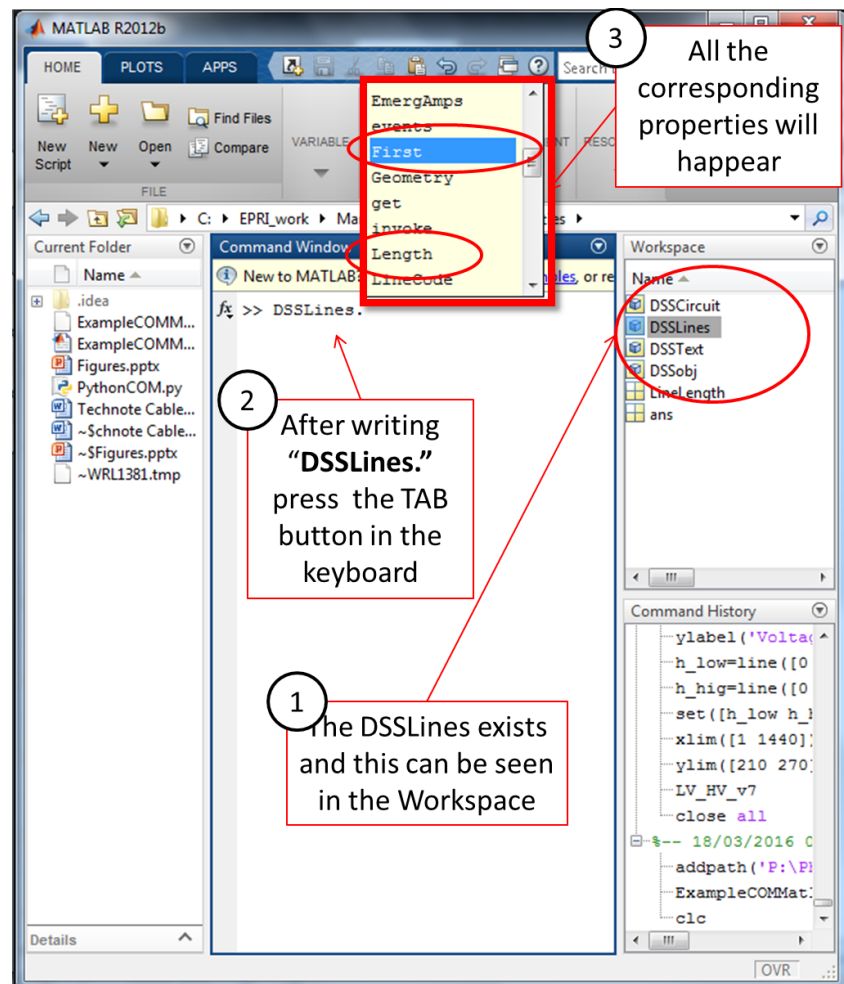 MATLAB R2012b
3
All the
corresponding
properties will
happear
HOME PLOTS APPS
New Script
New
Open
Find Files
Compare
FILE
VARIABLE
EmergAmps
events
First
Geometry
get
invoke
Length
LineCode
C: EPRI_work
Current Folder
Name
.idea
ExampleCOMM...
ExampleCOMM...
Figures.pptx
PythonCOM.py
Technote Cable...
~$chnote Cable...
~$Figures.pptx
~WRL1381.tmp
Details
Command Window
New to MATLAB?
, or re
fx >> DSSLines.
2
After writing
“DSSLines.”
press the TAB
button in the
keyboard
1
The DSSLines exists
and this can be seen
in the Workspace
Workspace
Name
DSSCircuit
DSSLines
DSSText
DSSobj
LineLength
ans
Command History
ylabel('Voltag
h_low=line([0
h_hig=line([0
set([h_low h_h
xlim([1 1440])
ylim([210 270]
LV_HV_v7
close all
%-- 18/03/2016 0
addpath('P:\Ph
ExampleCOMMatl
clc
OVR